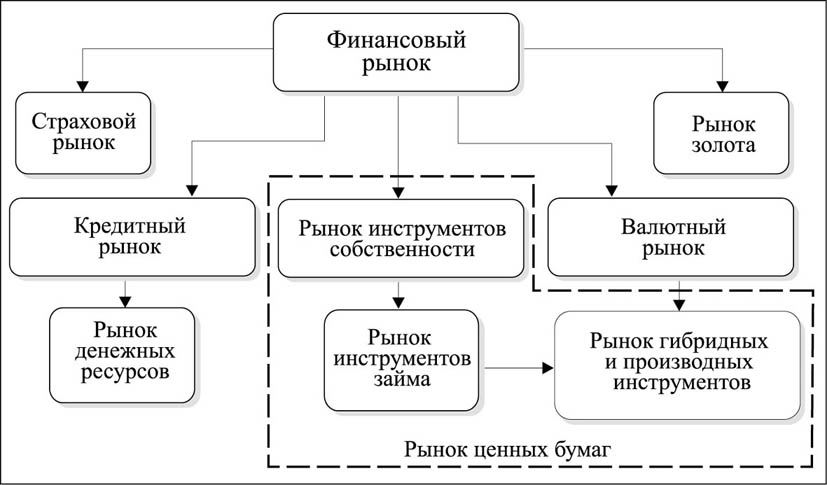 Финансовый
рынок
Страховой
рынок
Рынок
золота
Кредитный
рынок
Рынок инструментов
собственности
Валютный
рынок
Рынок
денежных
ресурсов
Рынок
инструментов
займа
Рынок гибридных
и производных
инструментов
Рынок ценных бумаг